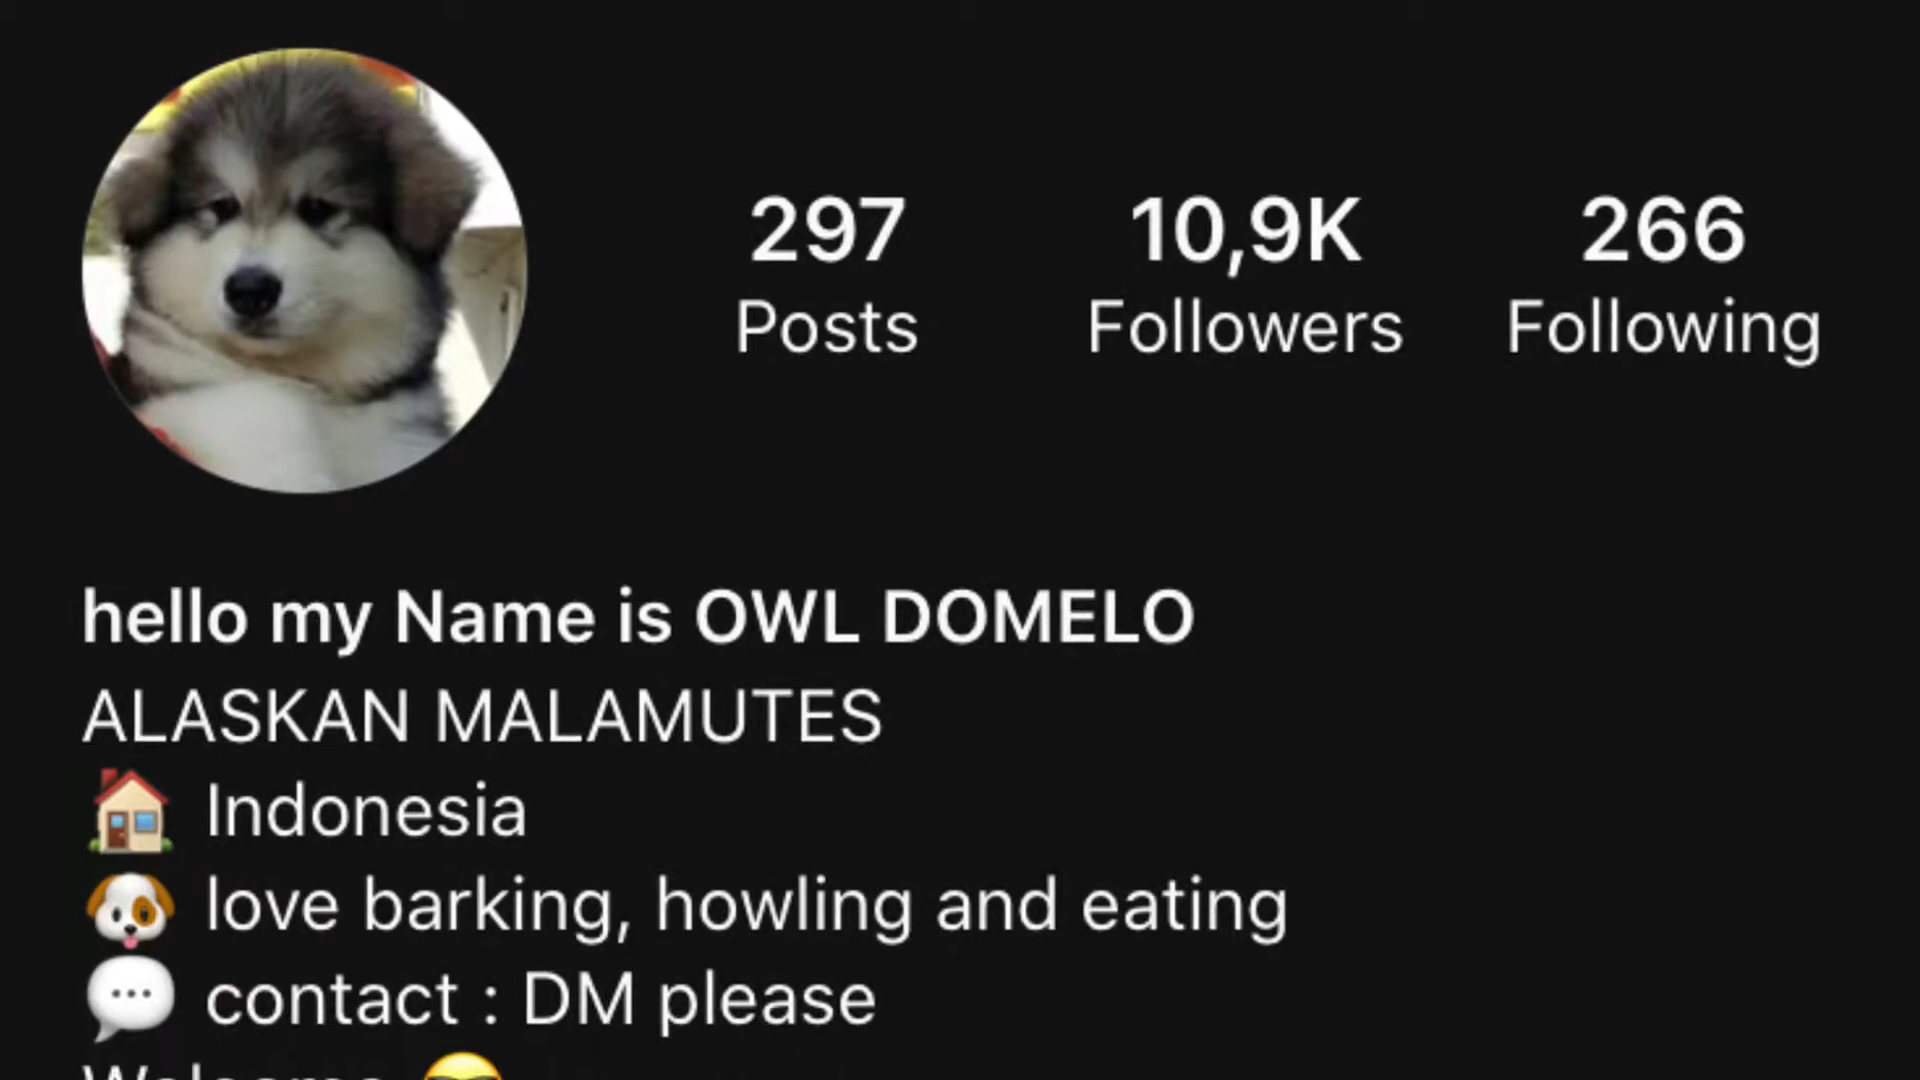 297 10,9K 266
Posts Followers Following
hello my Name is OWL DOMELO
ALASKAN MALAMUTES
Indonesia
love barking, howling and eating
contact : DM please